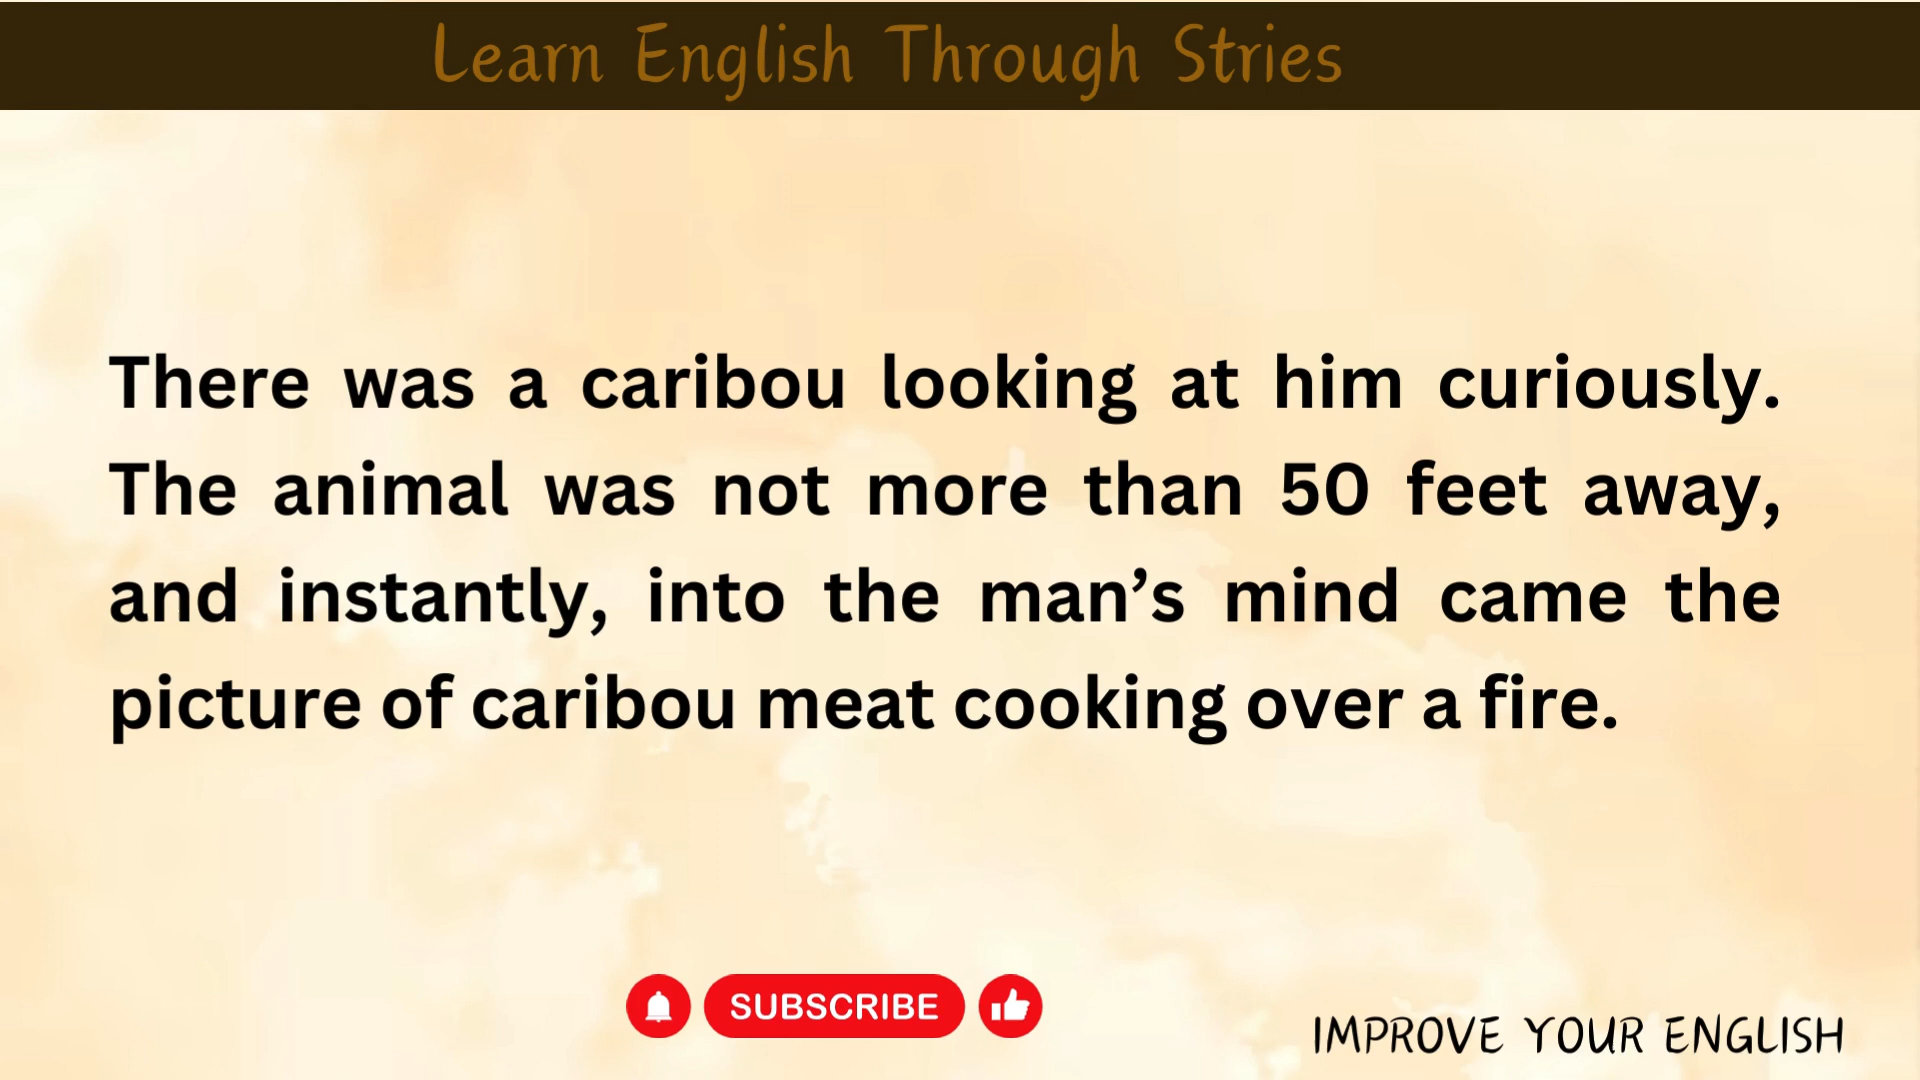 Learn English Through Stries
There was a caribou looking at him curiously.
The animal was not more than 50 feet away,
and instantly, into the man’s mind came the
picture of caribou meat cooking over a fire.
SUBSCRIBE
IMPROVE YOUR ENGLISH